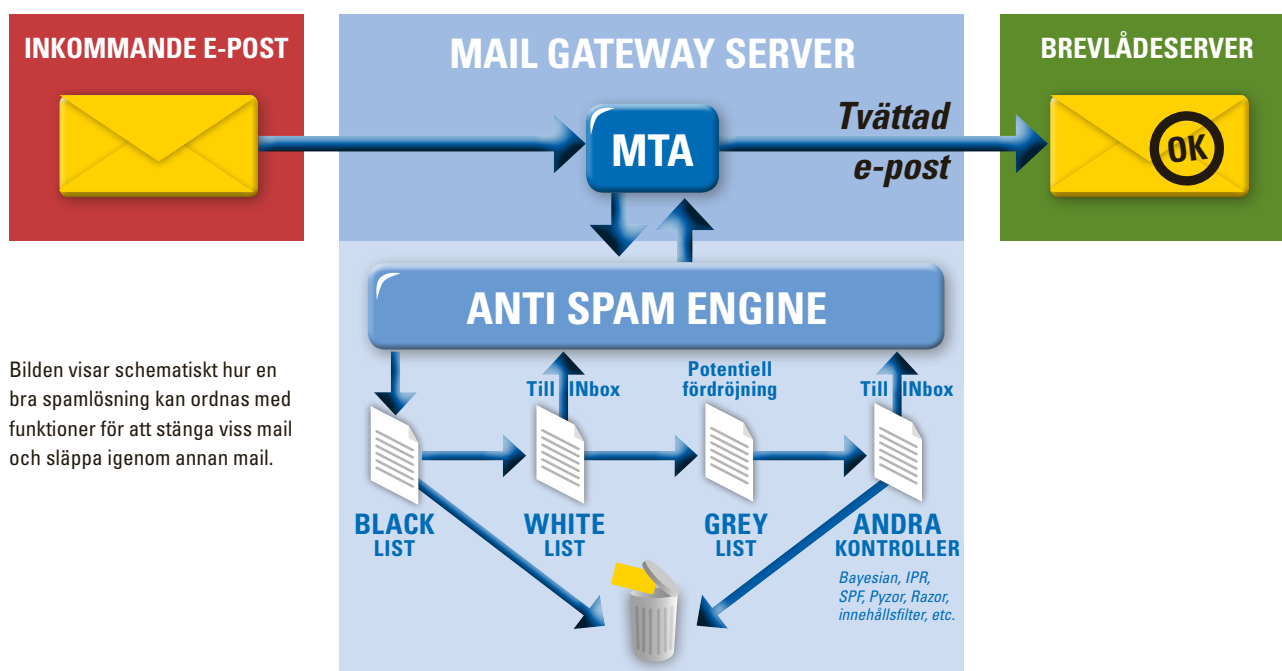 INKOMMANDE E-POST
MAIL GATEWAY SERVER
BREVLÅDESERVER
MTA
Tvättad
e-post
OK
ANTI SPAM ENGINE
Bilden visar schematiskt hur en
bra spamlösning kan ordnas med
funktioner för att stänga viss mail
och släppa igenom annan mail.
Till INbox
Potentiell
fördröjning
Till INbox
BLACK
LIST
WHITE
LIST
GREY
LIST
ANDRA
KONTROLLER
Bayesian, IPR,
SPF, Pyzor, Razor,
innehållsfilter, etc.